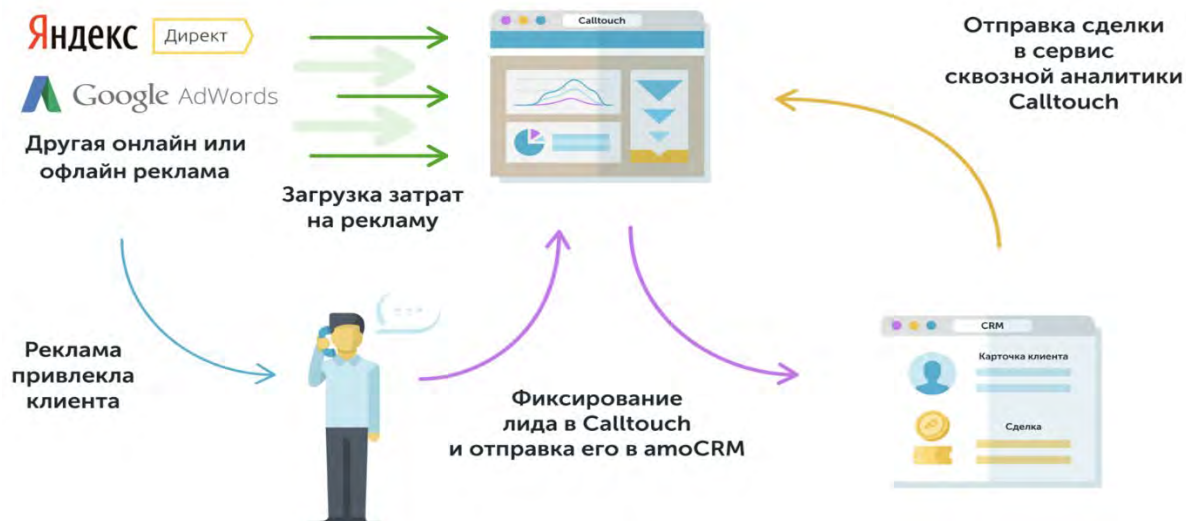 Яндекс Директ
Google AdWords
Другая онлайн или
офлайн реклама
Загрузка затрат
на рекламу
Calltouch
Отправка сделки
в сервис
сквозной аналитики
Calltouch
Реклама
привлекла
клиента
Фиксирование
лида в Calltouch
и отправка его в amoCRM
CRM
Карточка клиента
Сделка